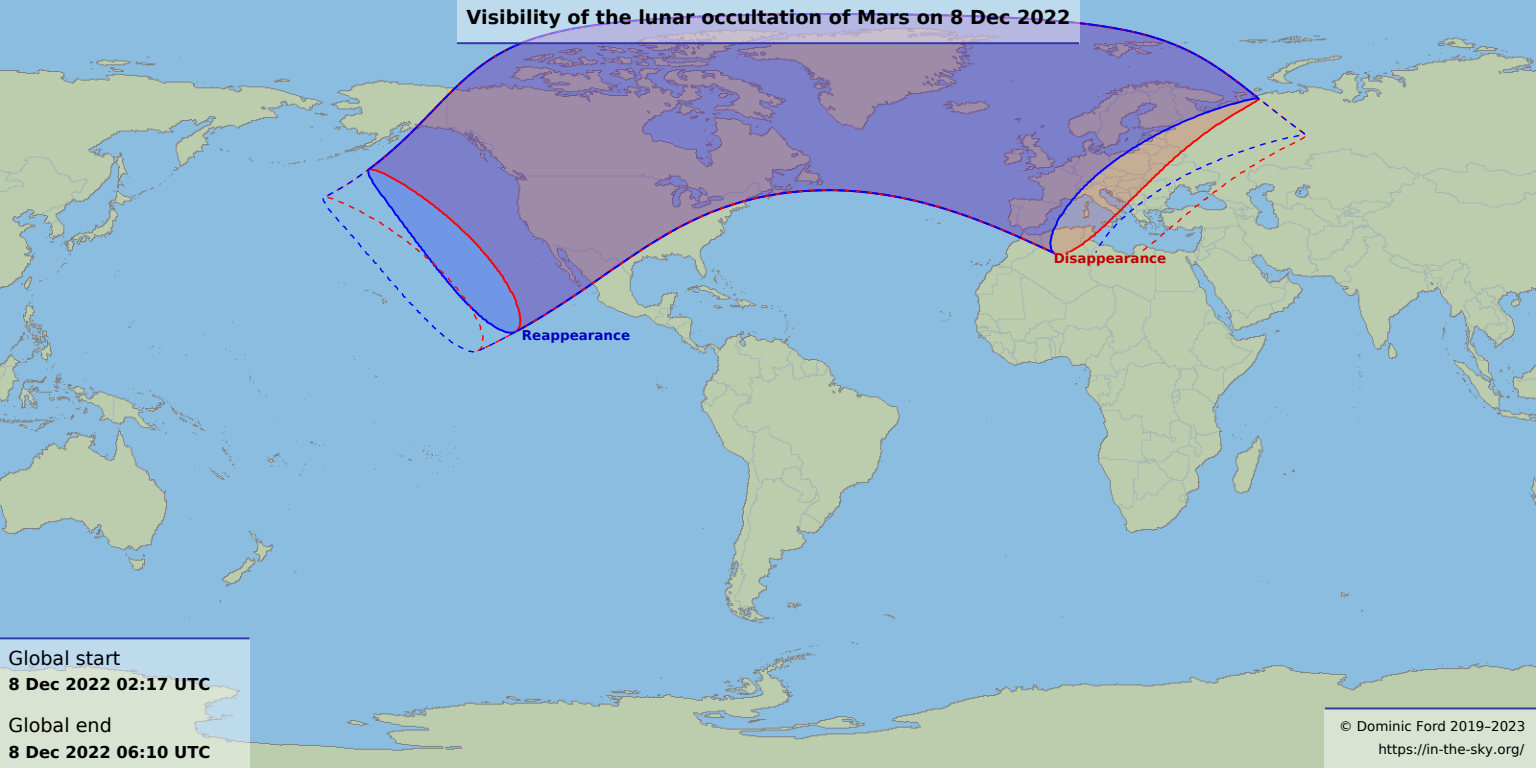 Visibility of the lunar occultation of Mars on 8 Dec 2022
Disappearance
Reappearance
Global start
8 Dec 2022 02:17 UTC
Global end
8 Dec 2022 06:10 UTC
© Dominic Ford 2019–2023
https://in-the-sky.org/